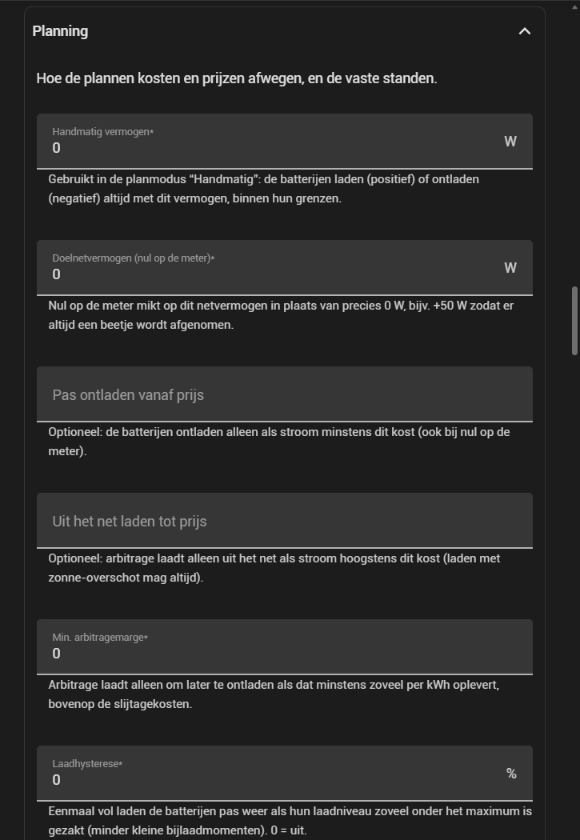 Planning
Hoe de plannen kosten en prijzen afwegen, en de vaste standen.
Handmatig vermogen*
0
W
Gebruikt in de planmodus "Handmatig": de batterijen laden (positief) of ontladen
(negatief) altijd met dit vermogen, binnen hun grenzen.
Doelnetvermogen (nul op de meter)*
0
W
Nul op de meter mikt op dit netvermogen in plaats van precies 0 W, bijv. +50 W zodat er
altijd een beetje wordt afgenomen.
Pas ontladen vanaf prijs
Optioneel: de batterijen ontladen alleen als stroom minstens dit kost (ook bij nul op de
meter).
Uit het net laden tot prijs
Optioneel: arbitrage laadt alleen uit het net als stroom hoogstens dit kost (laden met
zonne-overschot mag altijd).
Min. arbitragemarge*
0
Arbitrage laadt alleen om later te ontladen als dat minstens zoveel per kWh oplevert,
bovenop de slijtagekosten.
Laadhysterese*
0
%
Eenmaal vol laden de batterijen pas weer als hun laadniveau zoveel onder het maximum is
gezakt (minder kleine bijlaadmomenten). 0 = uit.